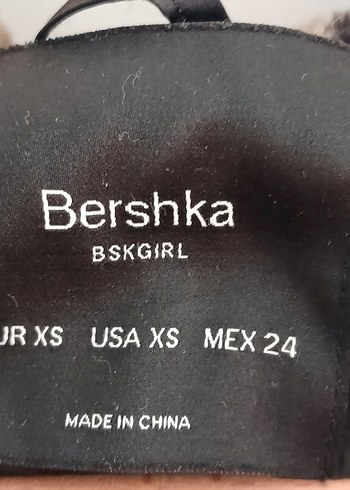 Bershka
BSKGIRL
UR XS USA XS MEX 24
MADE IN CHINA